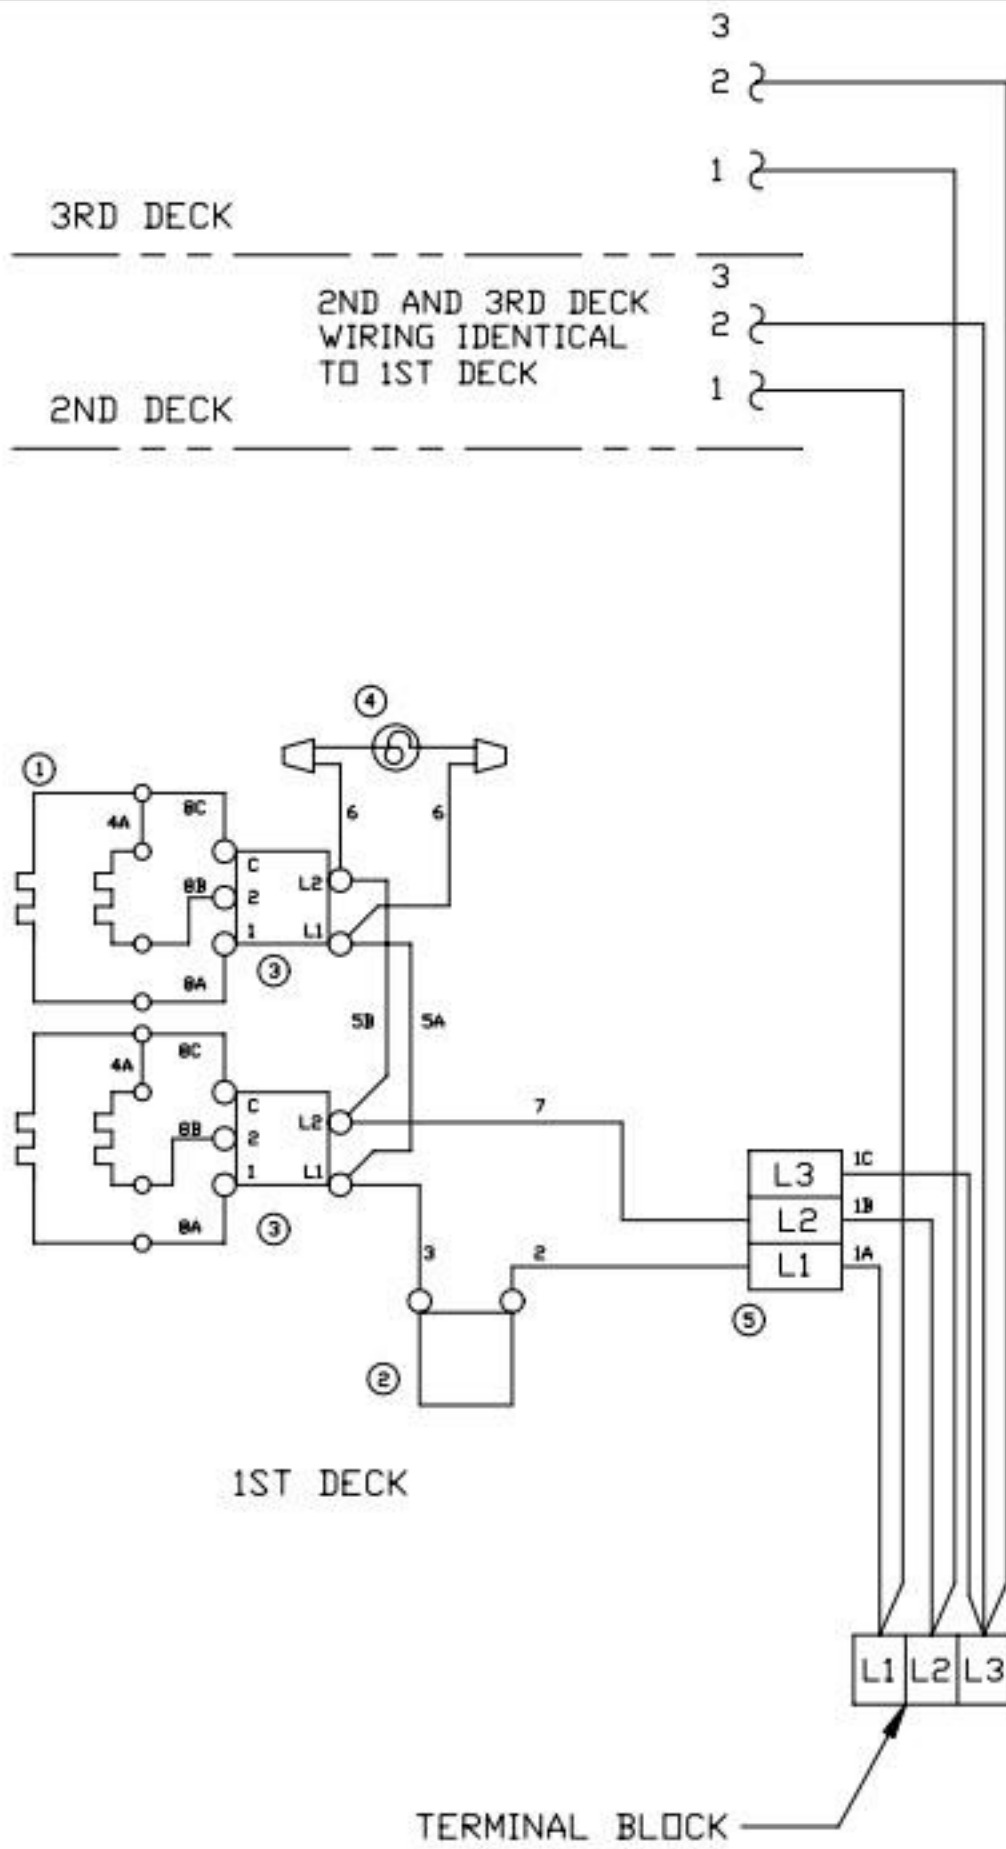 3
2
1
3RD DECK
3
2ND AND 3RD DECK
2
WIRING IDENTICAL
TO 1ST DECK
1
2ND DECK
4
1
8C
4A
6
6
C
L2
8B
2
1
L1
3
8A
5B
5A
8C
4A
C
7
L2
8B
2
1C
L3
1
L1
1B
L2
8A
3
3
2
1A
L1
5
2
1ST DECK
L1 L2 L3
TERMINAL BLOCK